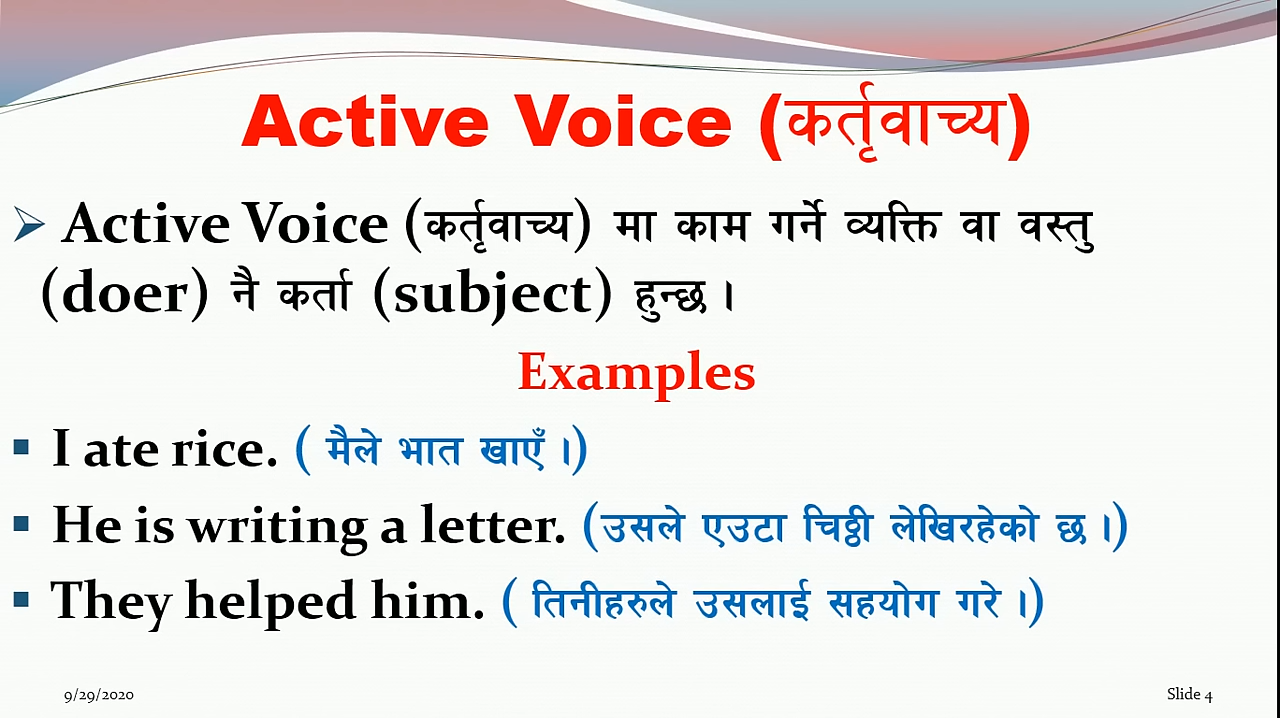 Active Voice (कर्तृवाच्य)
➢ Active Voice (कर्तृवाच्य) मा काम गर्ने व्यक्ति वा वस्तु
(doer) नै कर्ता (subject) हुन्छ ।
Examples
▪ I ate rice. ( मैले भात खाएँ ।)
▪ He is writing a letter. (उसले एउटा चिठ्ठी लेखिरहेको छ ।)
▪ They helped him. ( तिनीहरुले उसलाई सहयोग गरे ।)
9/29/2020 Slide 4